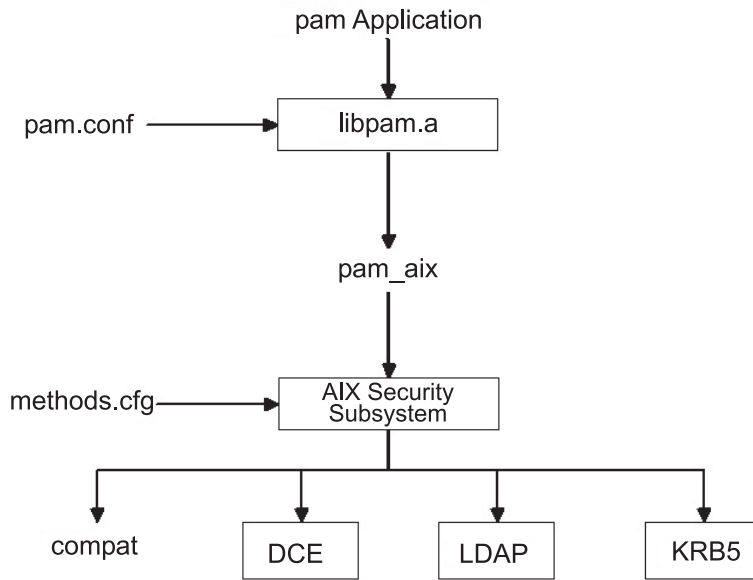 pam Application
pam.conf
libpam.a
pam_aix
methods.cfg
AIX Security
Subsystem
compat
DCE
LDAP
KRB5